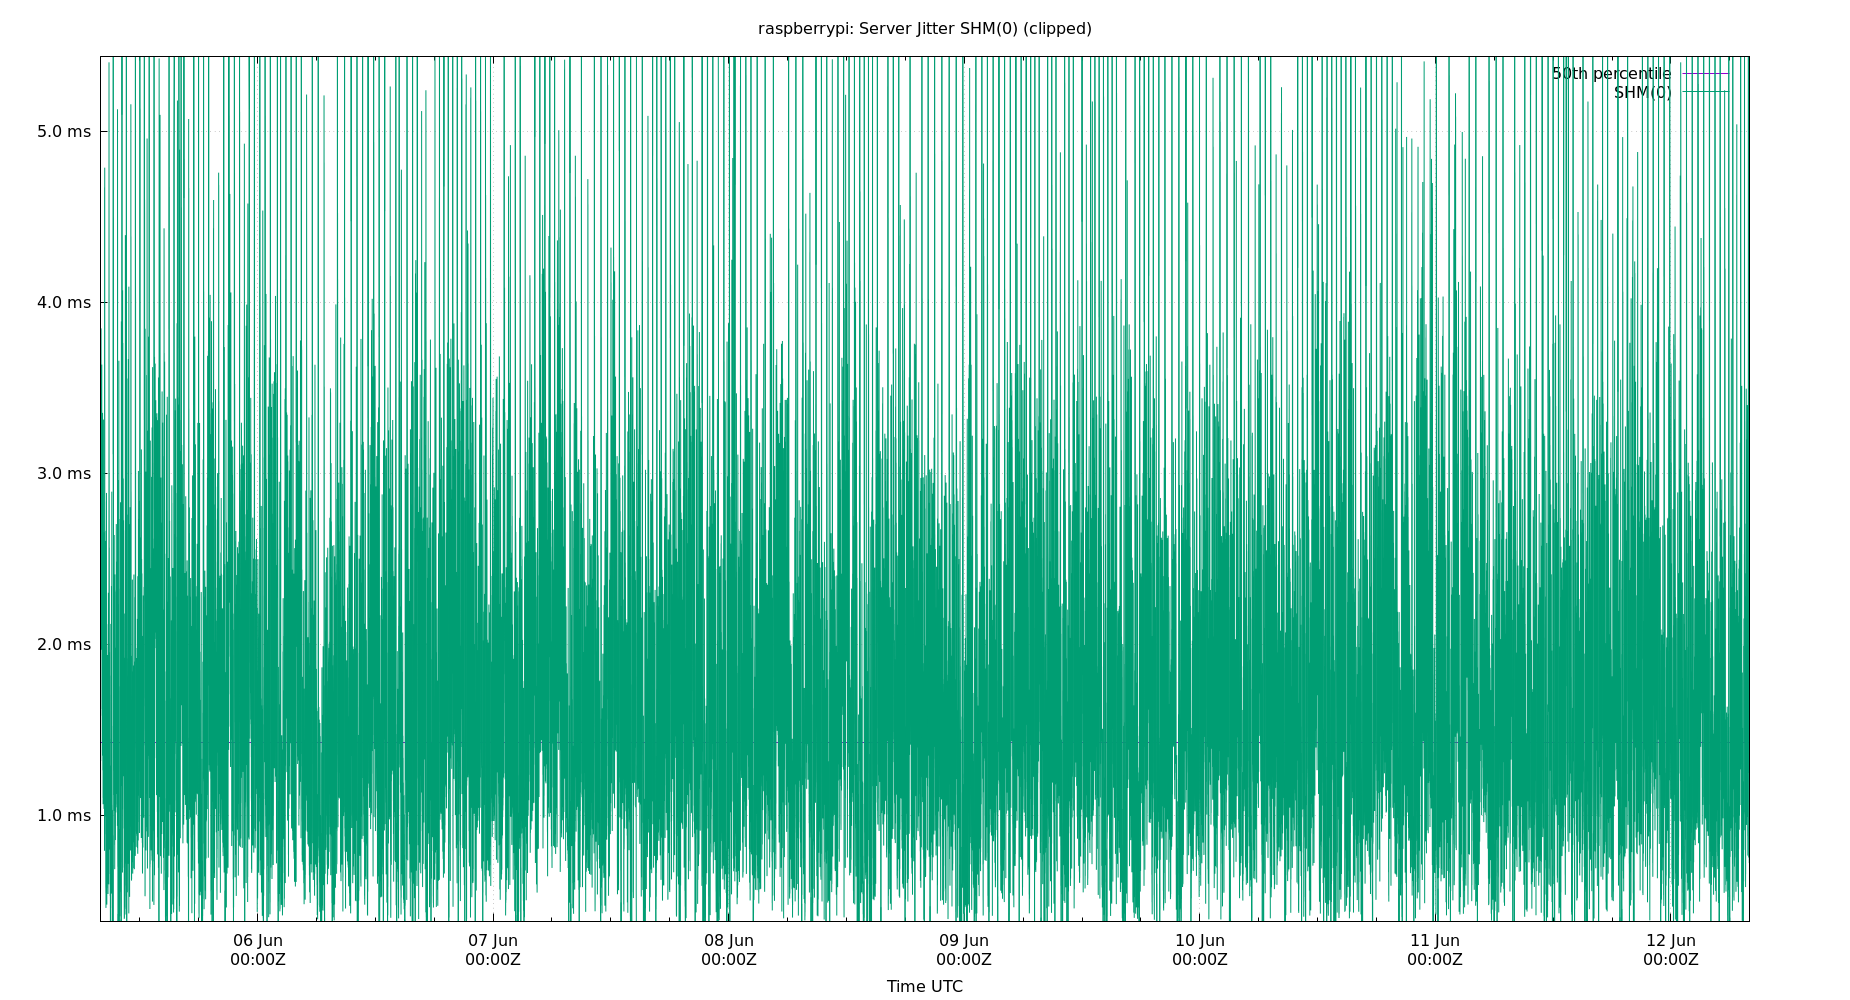 raspberrypi: Server Jitter SHM(0) (clipped)
50th percentile
SHM(0)
5.0 ms
4.0 ms
3.0 ms
2.0 ms
1.0 ms
06 Jun 07 Jun 08 Jun 09 Jun 10 Jun 11 Jun 12 Jun
00:00Z 00:00Z 00:00Z 00:00Z 00:00Z 00:00Z 00:00Z
Time UTC